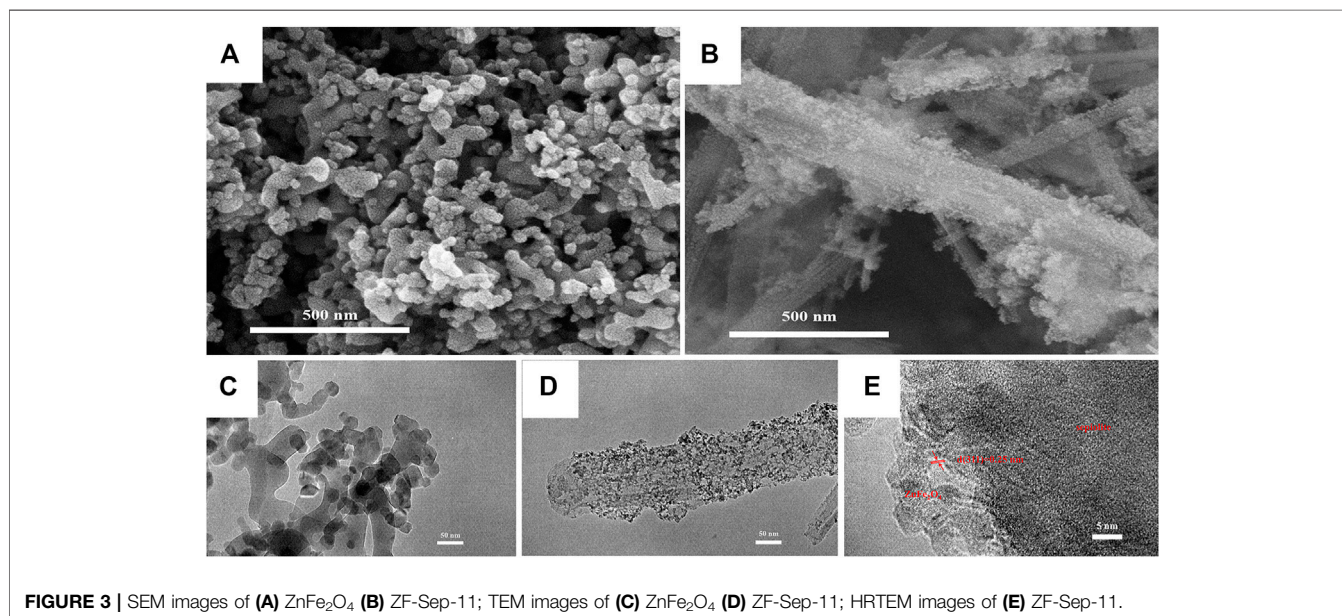 A
B
500 nm
500 nm
C
D
E
50 nm
50 nm
5 nm
FIGURE 3 | SEM images of (A) ZnFe₂O₄ (B) ZF-Sep-11; TEM images of (C) ZnFe₂O₄ (D) ZF-Sep-11; HRTEM images of (E) ZF-Sep-11.